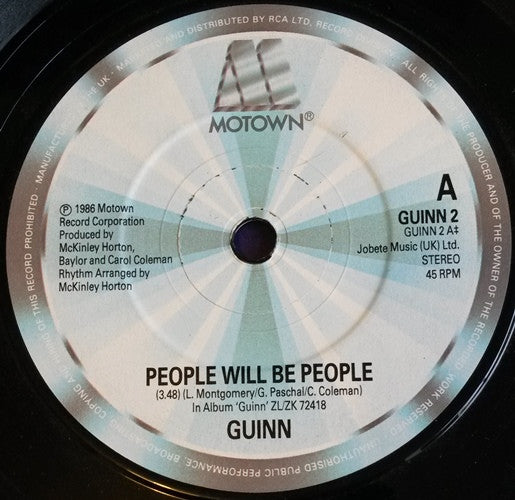 MANUFACTURED AND DISTRIBUTED BY RCA LTD, RECORD DIVISION, UK · ALL RIGHTS OF THE PRODUCER AND OF THE OWNER OF THE RECORDED WORK RESERVED · UNAUTHORISED PUBLIC PERFORMANCE, BROADCASTING, COPYING AND HIRING OF THIS RECORD PROHIBITED ·
MOTOWN®
℗ 1986 Motown
Record Corporation
Produced by
McKinley Horton,
Baylor and Carol Coleman
Rhythm Arranged by
McKinley Horton
A
GUINN 2
GUINN 2 A‡
Jobete Music (UK) Ltd.
STEREO
45 RPM
PEOPLE WILL BE PEOPLE
(3.48) (L. Montgomery/G. Paschal/C. Coleman)
In Album 'Guinn' ZL/ZK 72418
GUINN